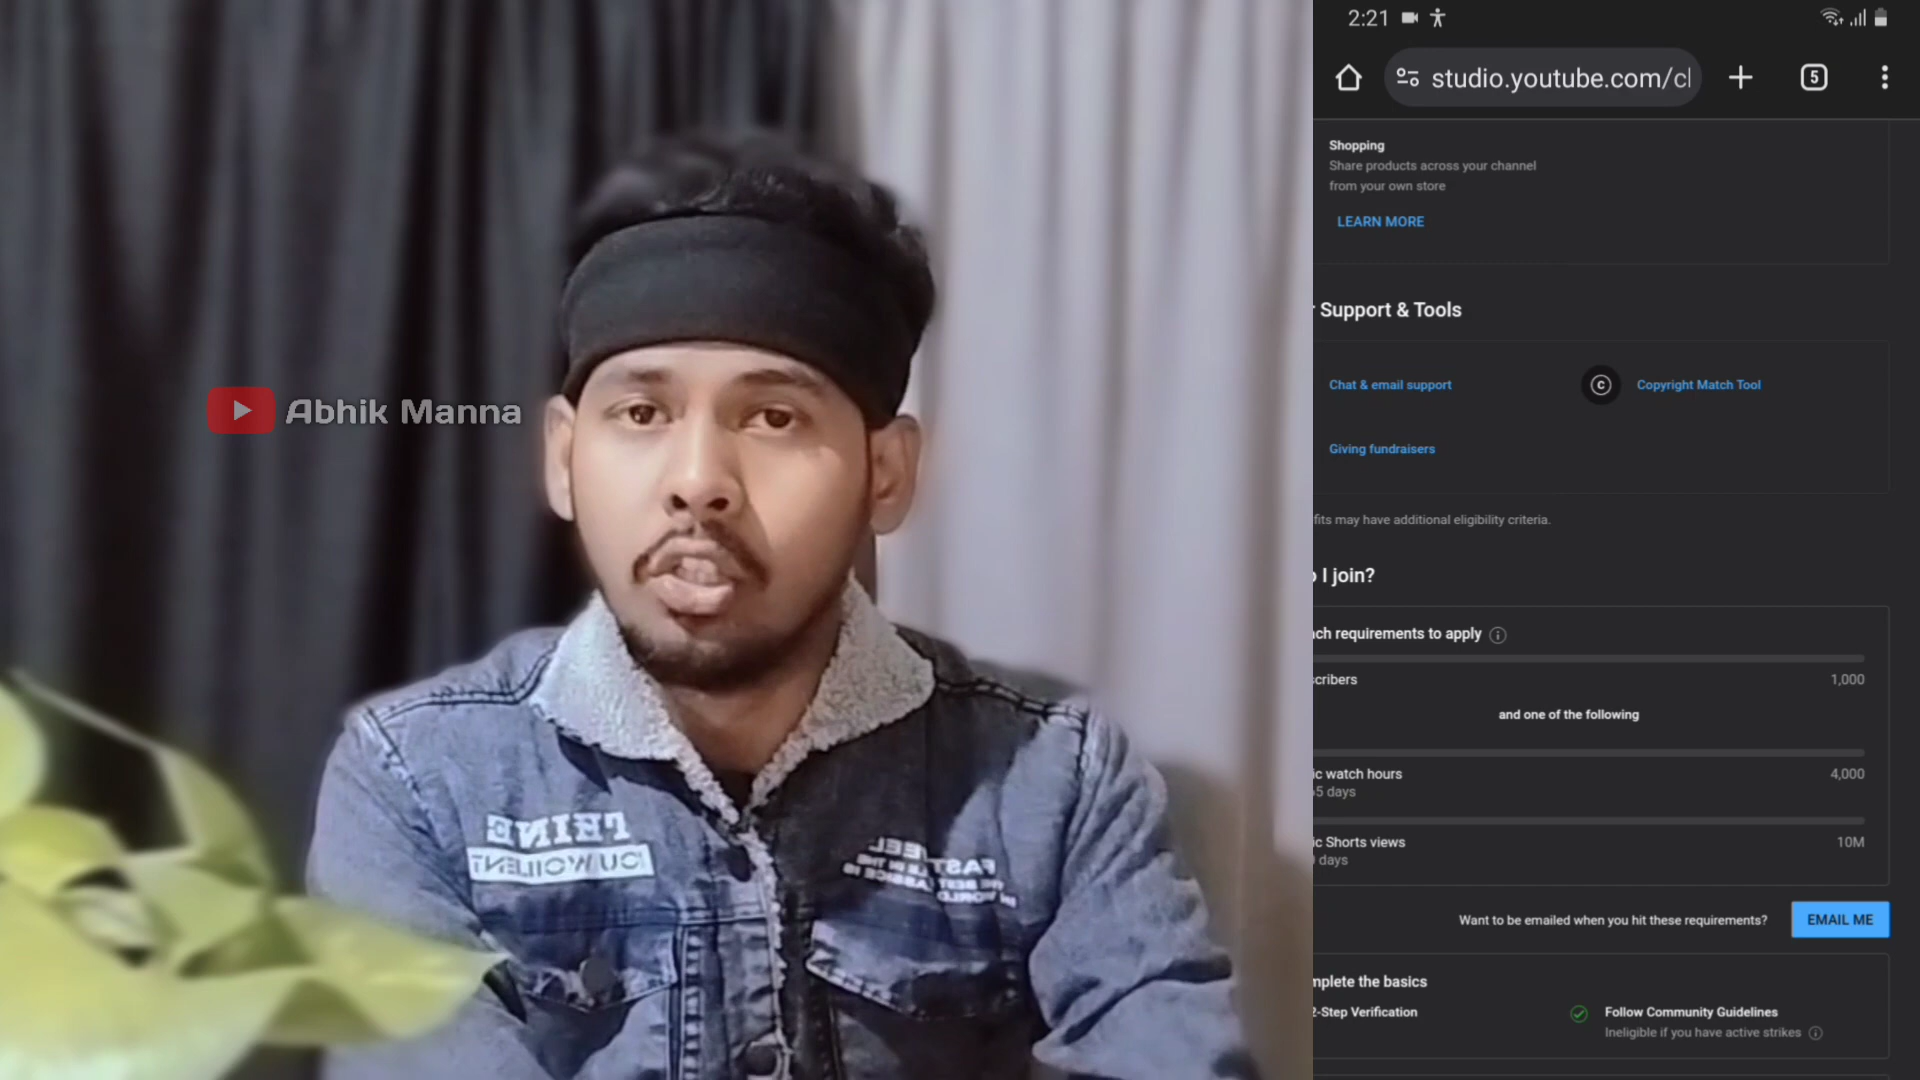 Abhik Manna
2:21
studio.youtube.com/cl
5
Shopping
Share products across your channel
from your own store
LEARN MORE
Support & Tools
Chat & email support
Copyright Match Tool
Giving fundraisers
fits may have additional eligibility criteria.
I join?
ch requirements to apply
cribers
1,000
and one of the following
ic watch hours
4,000
5 days
ic Shorts views
10M
days
Want to be emailed when you hit these requirements?
EMAIL ME
mplete the basics
2-Step Verification
Follow Community Guidelines
Ineligible if you have active strikes